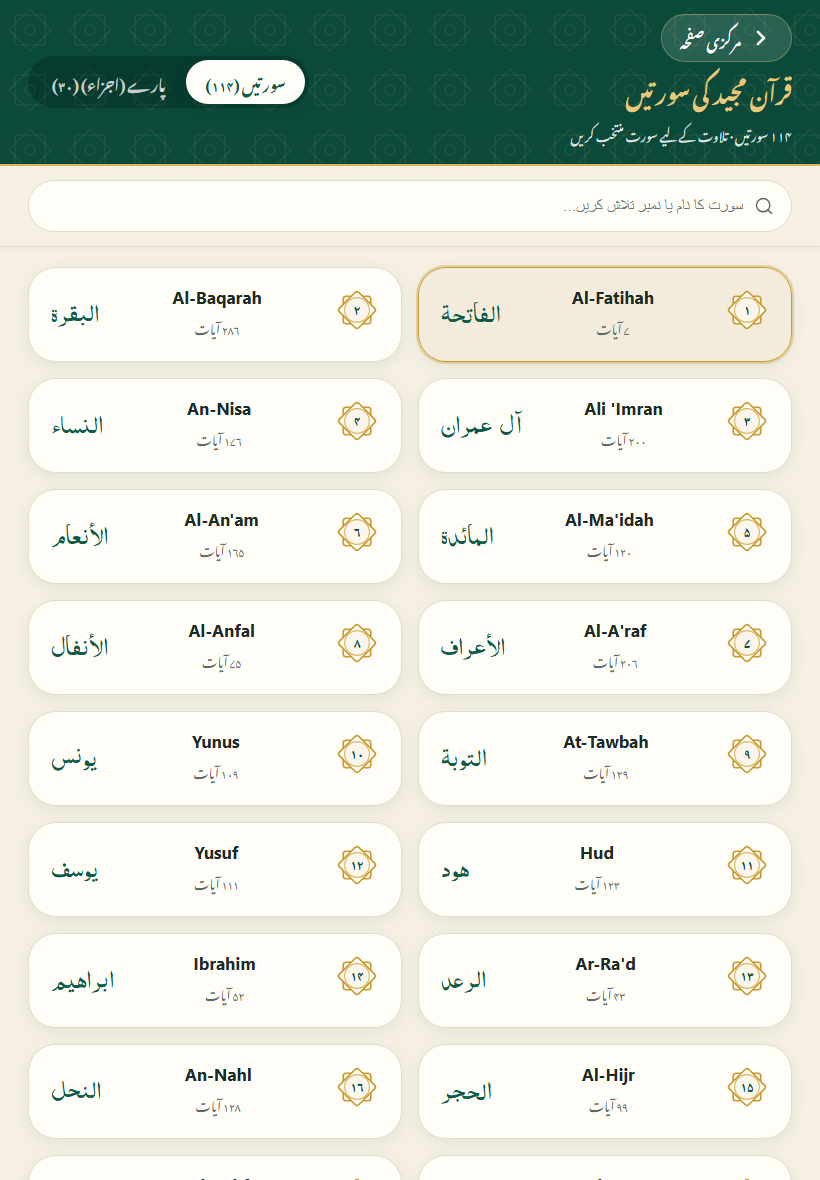 مرکزی صفحہ
قرآن مجید کی سورتیں
۱۱۴ سورتیں · تلاوت کے لیے سورت منتخب کریں
سورتیں (۱۱۴)
پارے (اجزاء) (۳۰)
سورت کا نام یا نمبر تلاش کریں...
۱
Al-Fatihah
۷ آیات
الفاتحة
۲
Al-Baqarah
۲۸۶ آیات
البقرة
۳
Ali 'Imran
۲۰۰ آیات
آل عمران
۴
An-Nisa
۱۷۶ آیات
النساء
۵
Al-Ma'idah
۱۲۰ آیات
المائدة
۶
Al-An'am
۱۶۵ آیات
الأنعام
۷
Al-A'raf
۲۰۶ آیات
الأعراف
۸
Al-Anfal
۷۵ آیات
الأنفال
۹
At-Tawbah
۱۲۹ آیات
التوبة
۱۰
Yunus
۱۰۹ آیات
يونس
۱۱
Hud
۱۲۳ آیات
هود
۱۲
Yusuf
۱۱۱ آیات
يوسف
۱۳
Ar-Ra'd
۴۳ آیات
الرعد
۱۴
Ibrahim
۵۲ آیات
ابراهيم
۱۵
Al-Hijr
۹۹ آیات
الحجر
۱۶
An-Nahl
۱۲۸ آیات
النحل